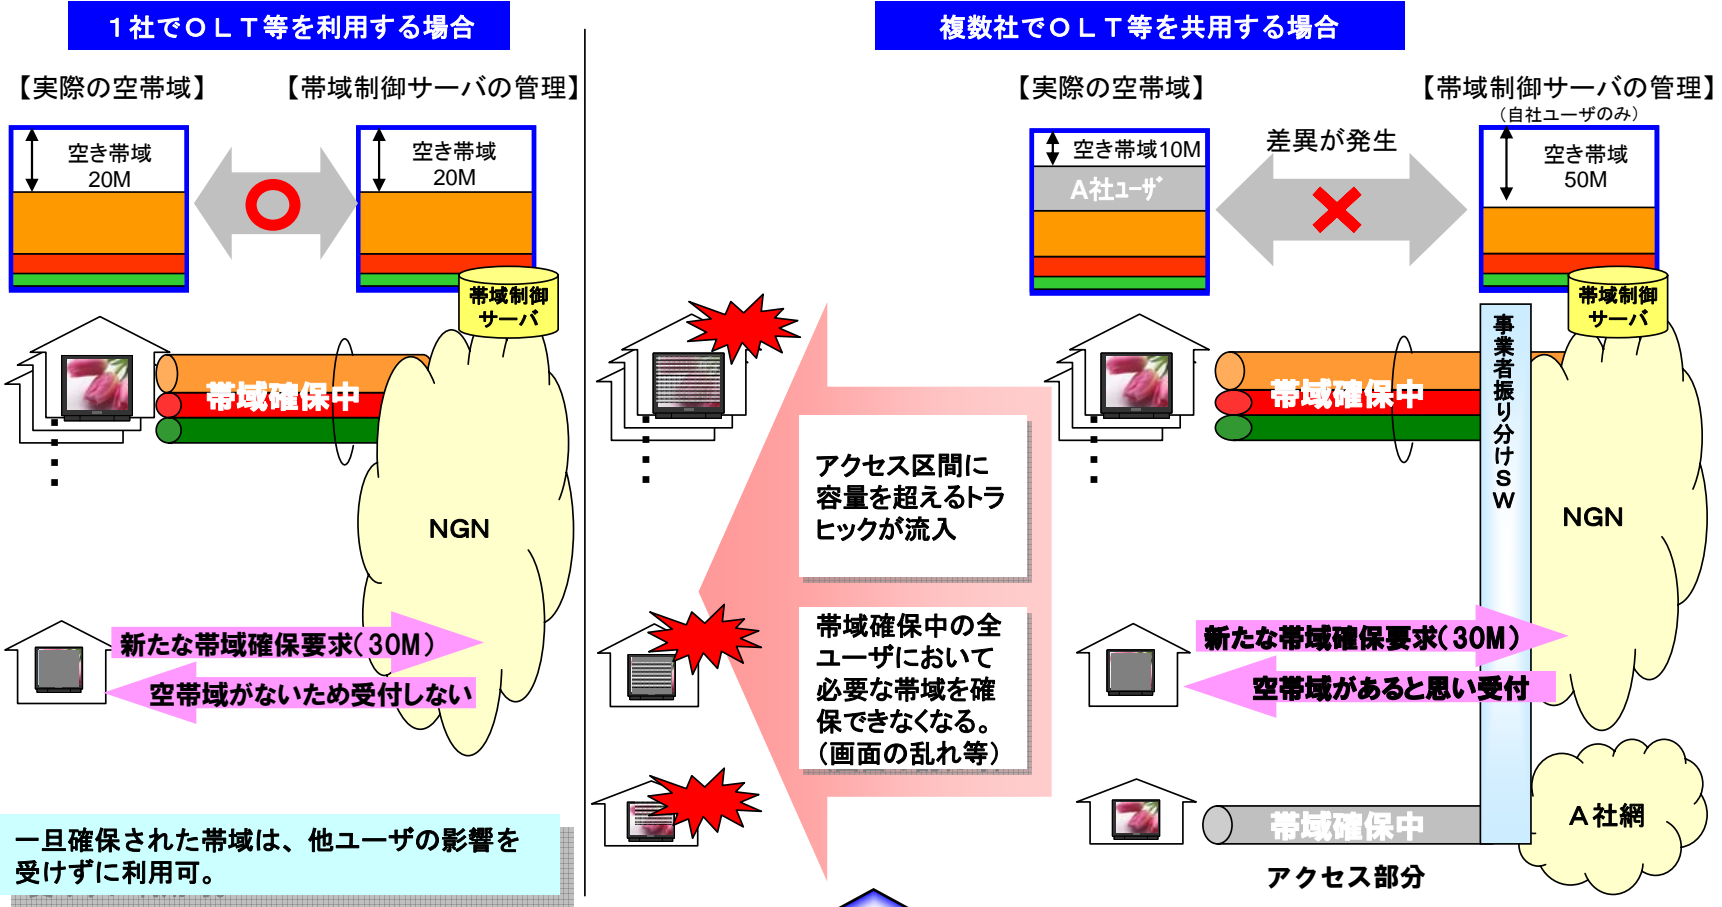 １社でＯＬＴ等を利用する場合
【実際の空帯域】
【帯域制御サーバの管理】
空き帯域
20M
空き帯域
20M
帯域制御
サーバ
帯域確保中
NGN
新たな帯域確保要求（３０M）
空帯域がないため受付しない
一旦確保された帯域は、他ユーザの影響を
受けずに利用可。
複数社でＯＬＴ等を共用する場合
【実際の空帯域】
【帯域制御サーバの管理】
（自社ユーザのみ）
空き帯域10M
A社ﾕｰｻﾞ
差異が発生
空き帯域
50M
帯域制御
サーバ
事業者振り分けＳＷ
帯域確保中
NGN
アクセス区間に
容量を超えるトラ
ヒックが流入
帯域確保中の全
ユーザにおいて
必要な帯域を確
保できなくなる。
（画面の乱れ等）
新たな帯域確保要求（３０M）
空帯域があると思い受付
帯域確保中
Ａ社網
アクセス部分